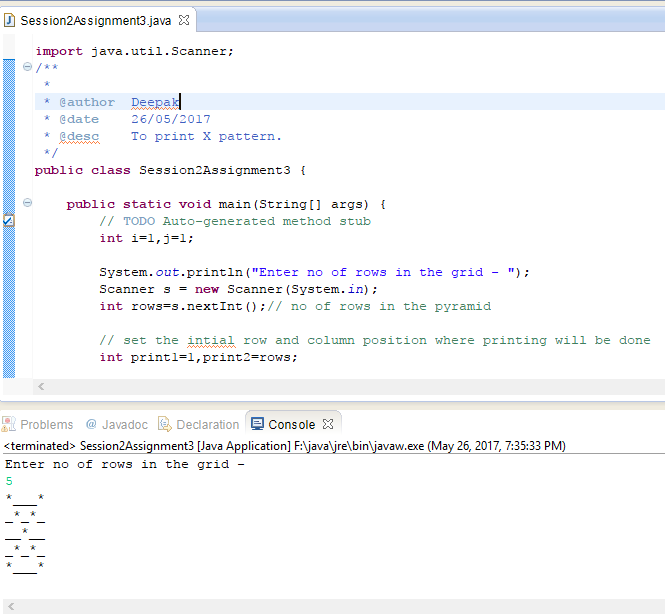 Session2Assignment3.java
import java.util.Scanner;
/**
*
* @author Deepak
* @date 26/05/2017
* @desc To print X pattern.
*/
public class Session2Assignment3 {
public static void main(String[] args) {
// TODO Auto-generated method stub
int i=1,j=1;
System.out.println("Enter no of rows in the grid - ");
Scanner s = new Scanner(System.in);
int rows=s.nextInt();// no of rows in the pyramid
// set the intial row and column position where printing will be done
int print1=1,print2=rows;
Problems @ Javadoc Declaration Console
<terminated> Session2Assignment3 [Java Application] F:\java\jre\bin\javaw.exe (May 26, 2017, 7:35:33 PM)
Enter no of rows in the grid -
5
*___*
_*_*_
__*__
_*_*_
*___*